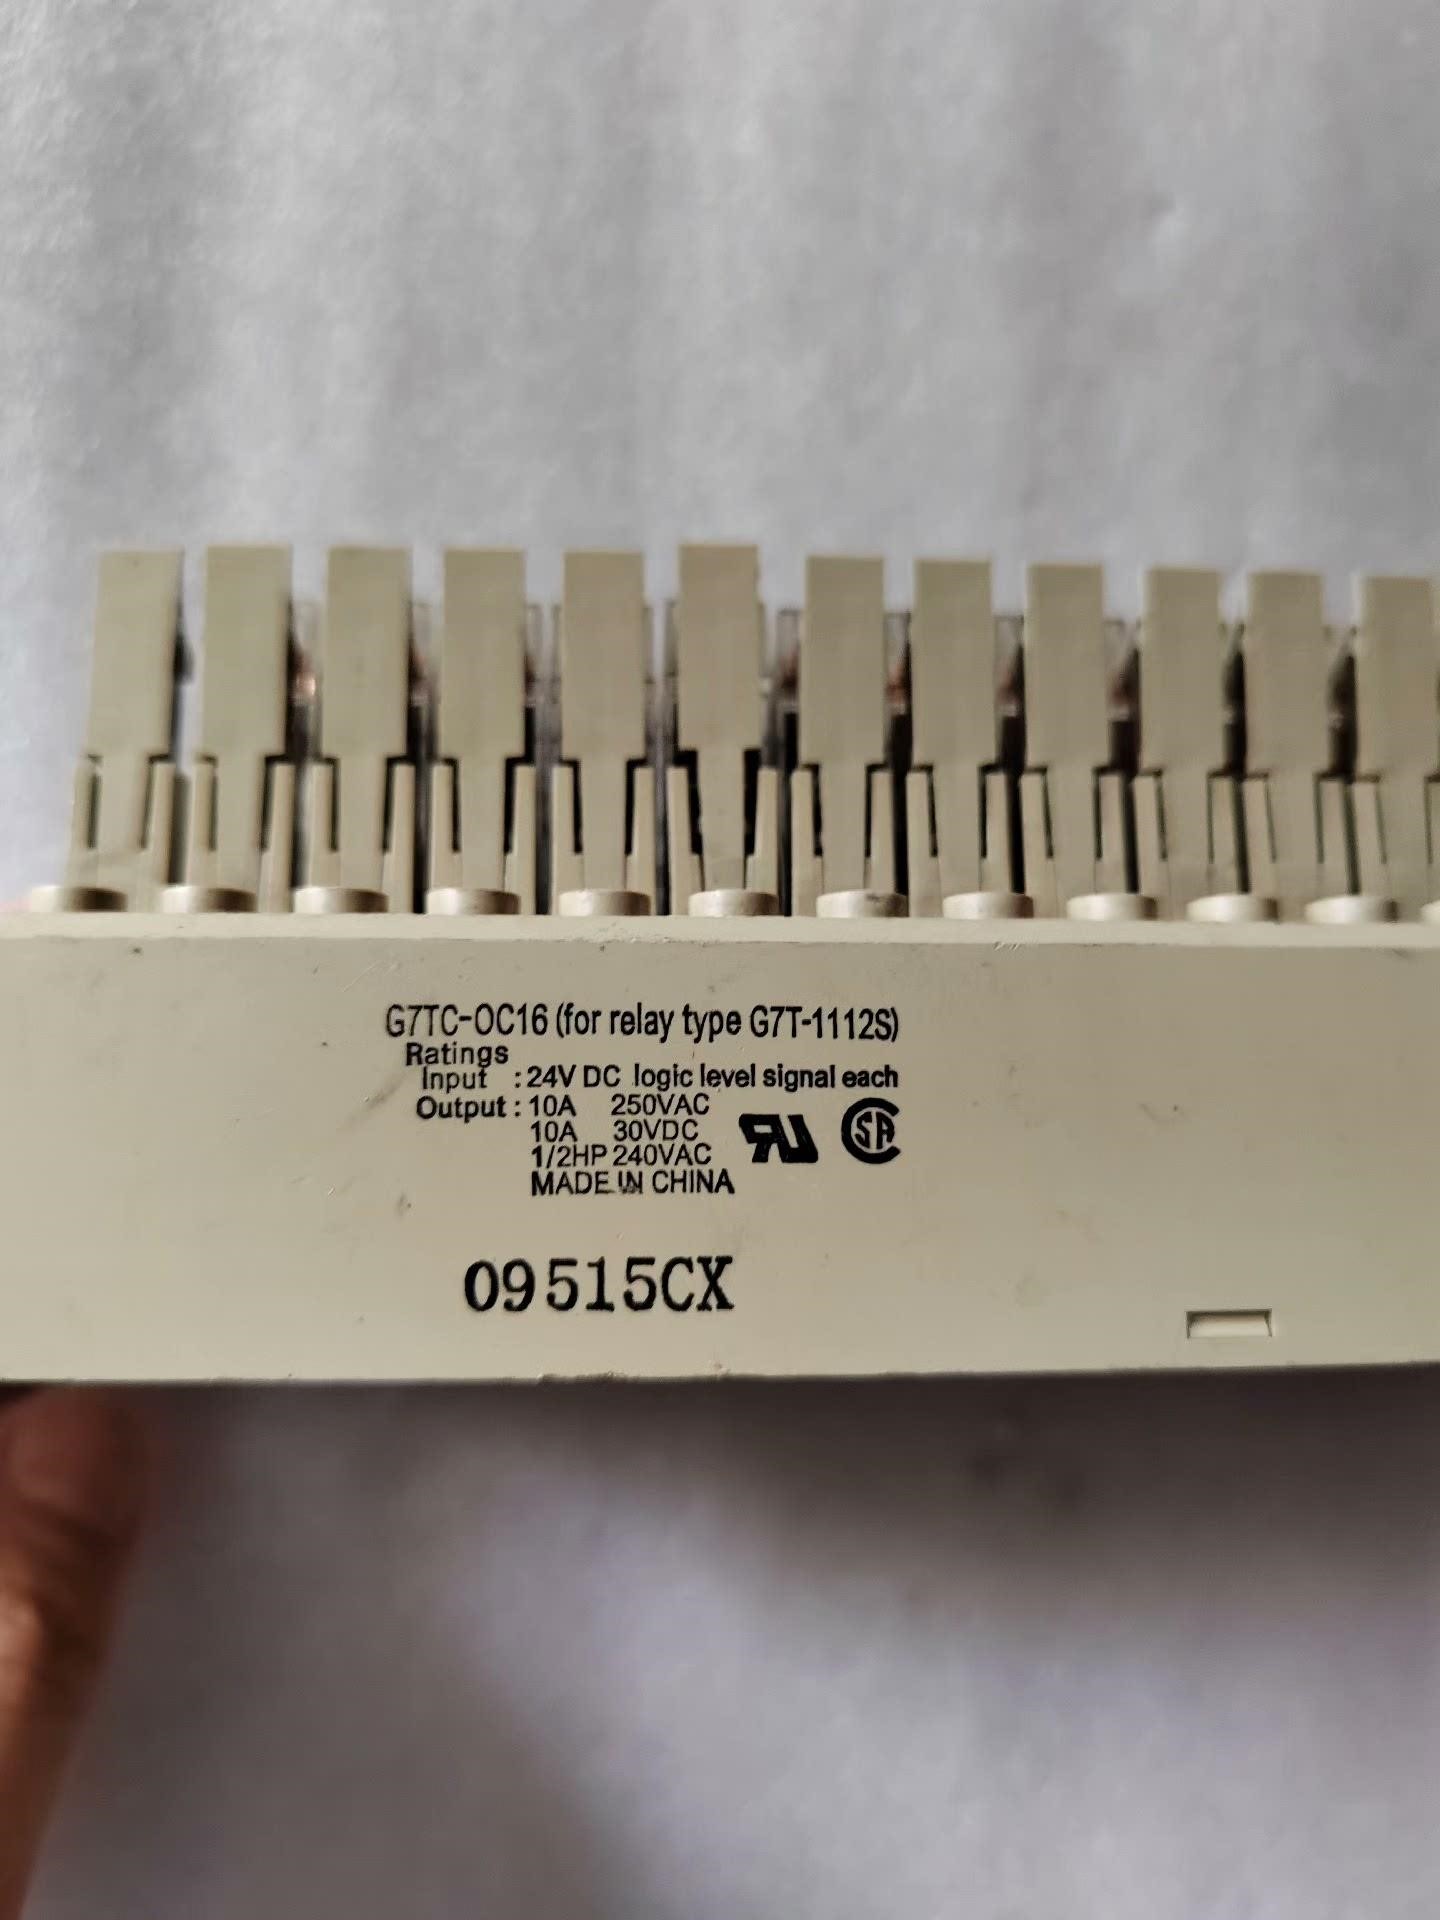 G7TC-OC16 (for relay type G7T-1112S)
Ratings
Input : 24V DC logic level signal each
Output : 10A 250VAC
10A 30VDC
1/2HP 240VAC
MADE IN CHINA
09515CX